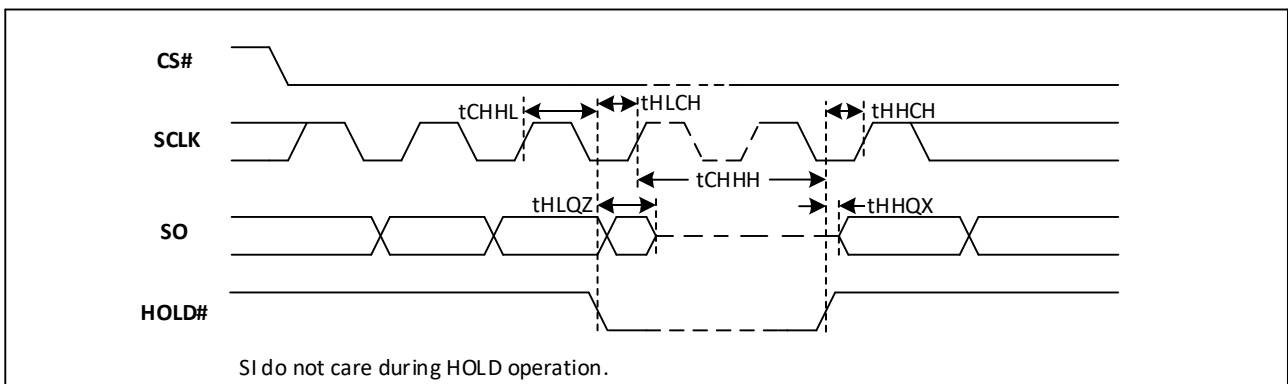 CS#
tCHHL
tHLCH
tHHCH
SCLK
tCHHH
tHLQZ
tHHQX
SO
HOLD#
SI do not care during HOLD operation.